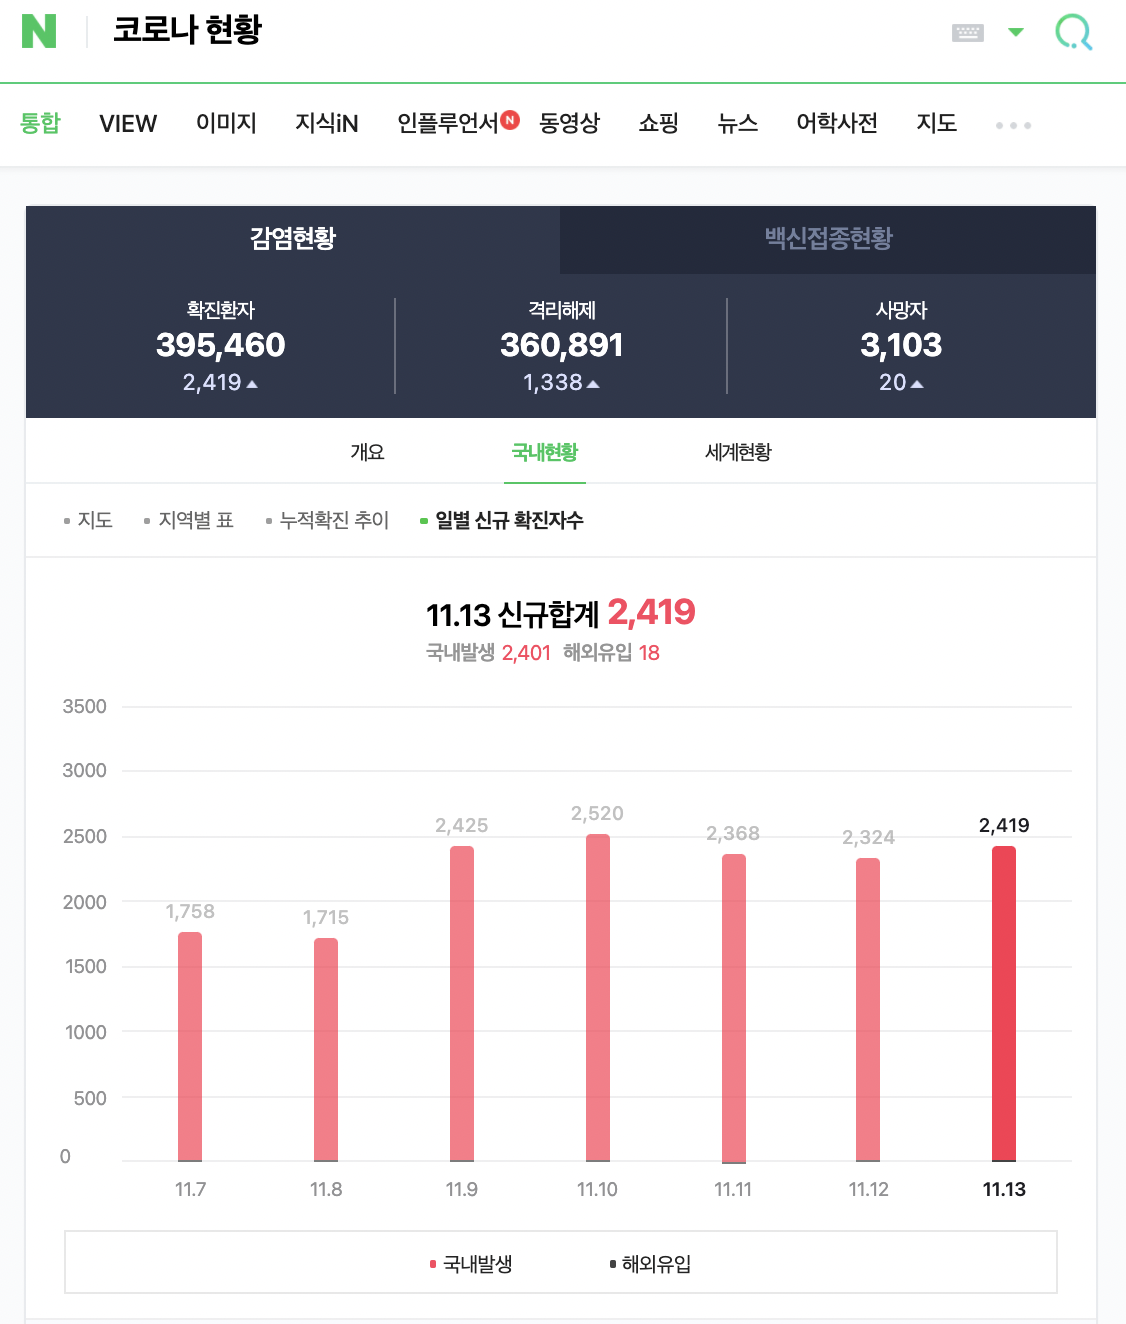 N 코로나 현황
통합 VIEW 이미지 지식iN 인플루언서 N 동영상 쇼핑 뉴스 어학사전 지도
감염현황 백신접종현황
확진환자 격리해제 사망자
395,460 360,891 3,103
2,419▲ 1,338▲ 20▲
개요 국내현황 세계현황
지도 지역별 표 누적확진 추이 일별 신규 확진자수
11.13 신규합계 2,419
국내발생 2,401 해외유입 18
3500
3000
2500
2000
1500
1000
500
0
1,758 1,715 2,425 2,520 2,368 2,324 2,419
11.7 11.8 11.9 11.10 11.11 11.12 11.13
국내발생 해외유입